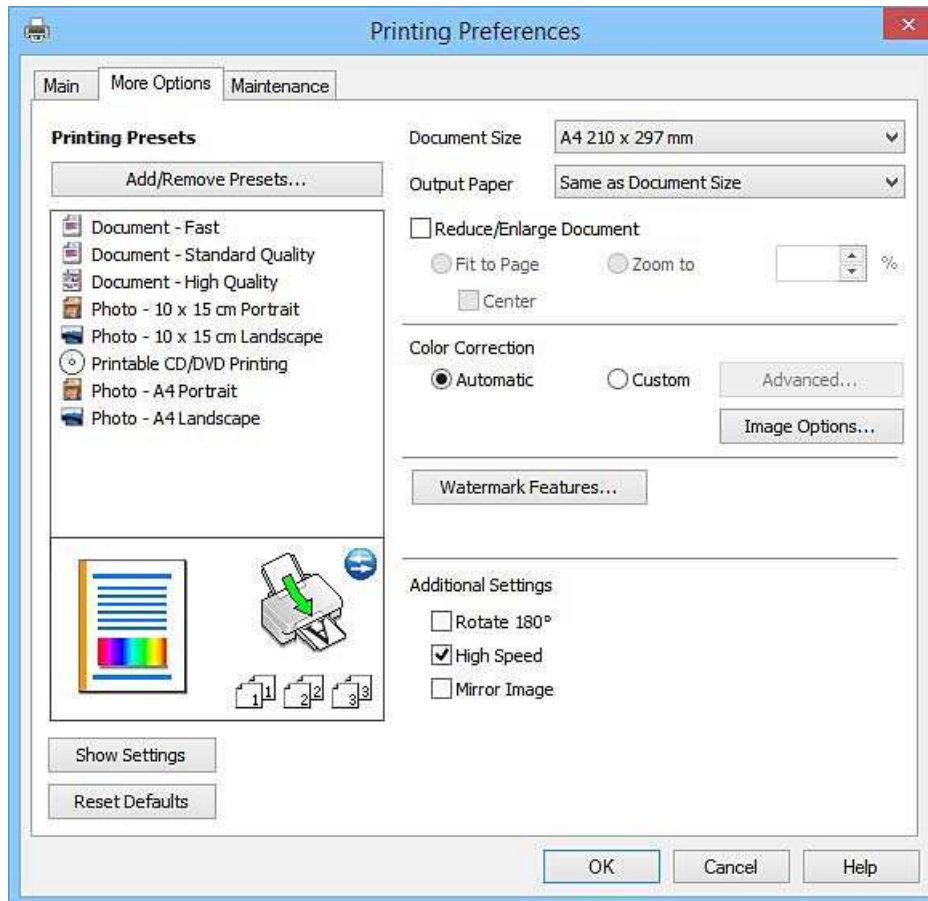 Printing Preferences
Main
More Options
Maintenance
Printing Presets
Add/Remove Presets...
Document - Fast
Document - Standard Quality
Document - High Quality
Photo - 10 x 15 cm Portrait
Photo - 10 x 15 cm Landscape
Printable CD/DVD Printing
Photo - A4 Portrait
Photo - A4 Landscape
1 1 2 2 3 3
Show Settings
Reset Defaults
Document Size
A4 210 x 297 mm
Output Paper
Same as Document Size
Reduce/Enlarge Document
Fit to Page
Zoom to
%
Center
Color Correction
Automatic
Custom
Advanced...
Image Options...
Watermark Features...
Additional Settings
Rotate 180°
High Speed
Mirror Image
OK
Cancel
Help